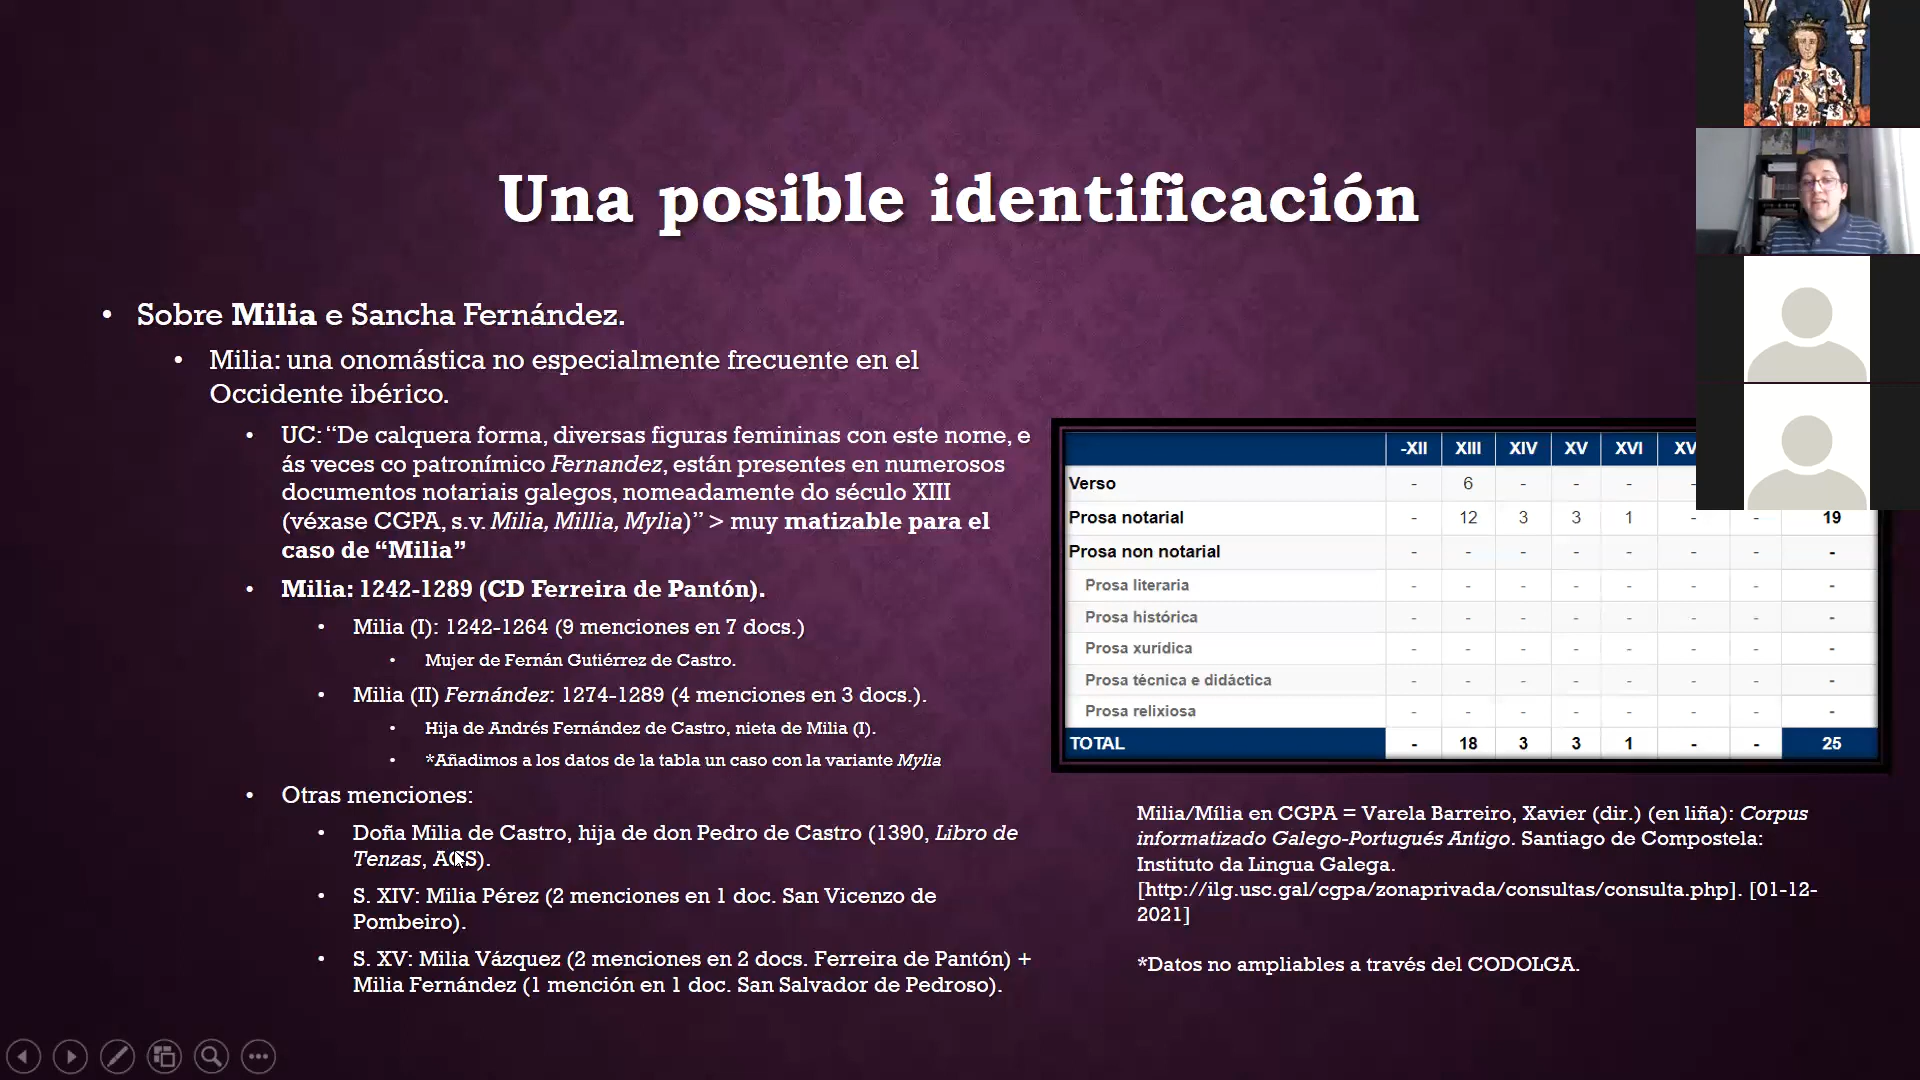 Una posible identificación
• Sobre Milia e Sancha Fernández.
• Milia: una onomástica no especialmente frecuente en el
Occidente ibérico.
• UC: “De calquera forma, diversas figuras femininas con este nome, e
ás veces co patronímico Fernandez, están presentes en numerosos
documentos notariais galegos, nomeadamente do século XIII
(véxase CGPA, s.v. Milia, Millia, Mylia)” > muy matizable para el
caso de “Milia”
• Milia: 1242-1289 (CD Ferreira de Pantón).
• Milia (I): 1242-1264 (9 menciones en 7 docs.)
• Mujer de Fernán Gutiérrez de Castro.
• Milia (II) Fernández: 1274-1289 (4 menciones en 3 docs.).
• Hija de Andrés Fernández de Castro, nieta de Milia (I).
• *Añadimos a los datos de la tabla un caso con la variante Mylia
• Otras menciones:
• Doña Milia de Castro, hija de don Pedro de Castro (1390, Libro de
Tenzas, ACS).
• S. XIV: Milia Pérez (2 menciones en 1 doc. San Vicenzo de
Pombeiro).
• S. XV: Milia Vázquez (2 menciones en 2 docs. Ferreira de Pantón) +
Milia Fernández (1 mención en 1 doc. San Salvador de Pedroso).
-XII XIII XIV XV XVI
Verso - 6 - - - -
Prosa notarial - 12 3 3 1 - - 19
Prosa non notarial - - - - - - - -
Prosa literaria - - - - - - - -
Prosa histórica - - - - - - - -
Prosa xurídica - - - - - - - -
Prosa técnica e didáctica - - - - - - - -
Prosa relixiosa - - - - - - - -
TOTAL - 18 3 3 1 - - 25
Milia/Mília en CGPA = Varela Barreiro, Xavier (dir.) (en liña): Corpus
informatizado Galego-Portugués Antigo. Santiago de Compostela:
Instituto da Lingua Galega.
[http://ilg.usc.gal/cgpa/zonaprivada/consultas/consulta.php]. [01-12-
2021]
*Datos no ampliables a través del CODOLGA.